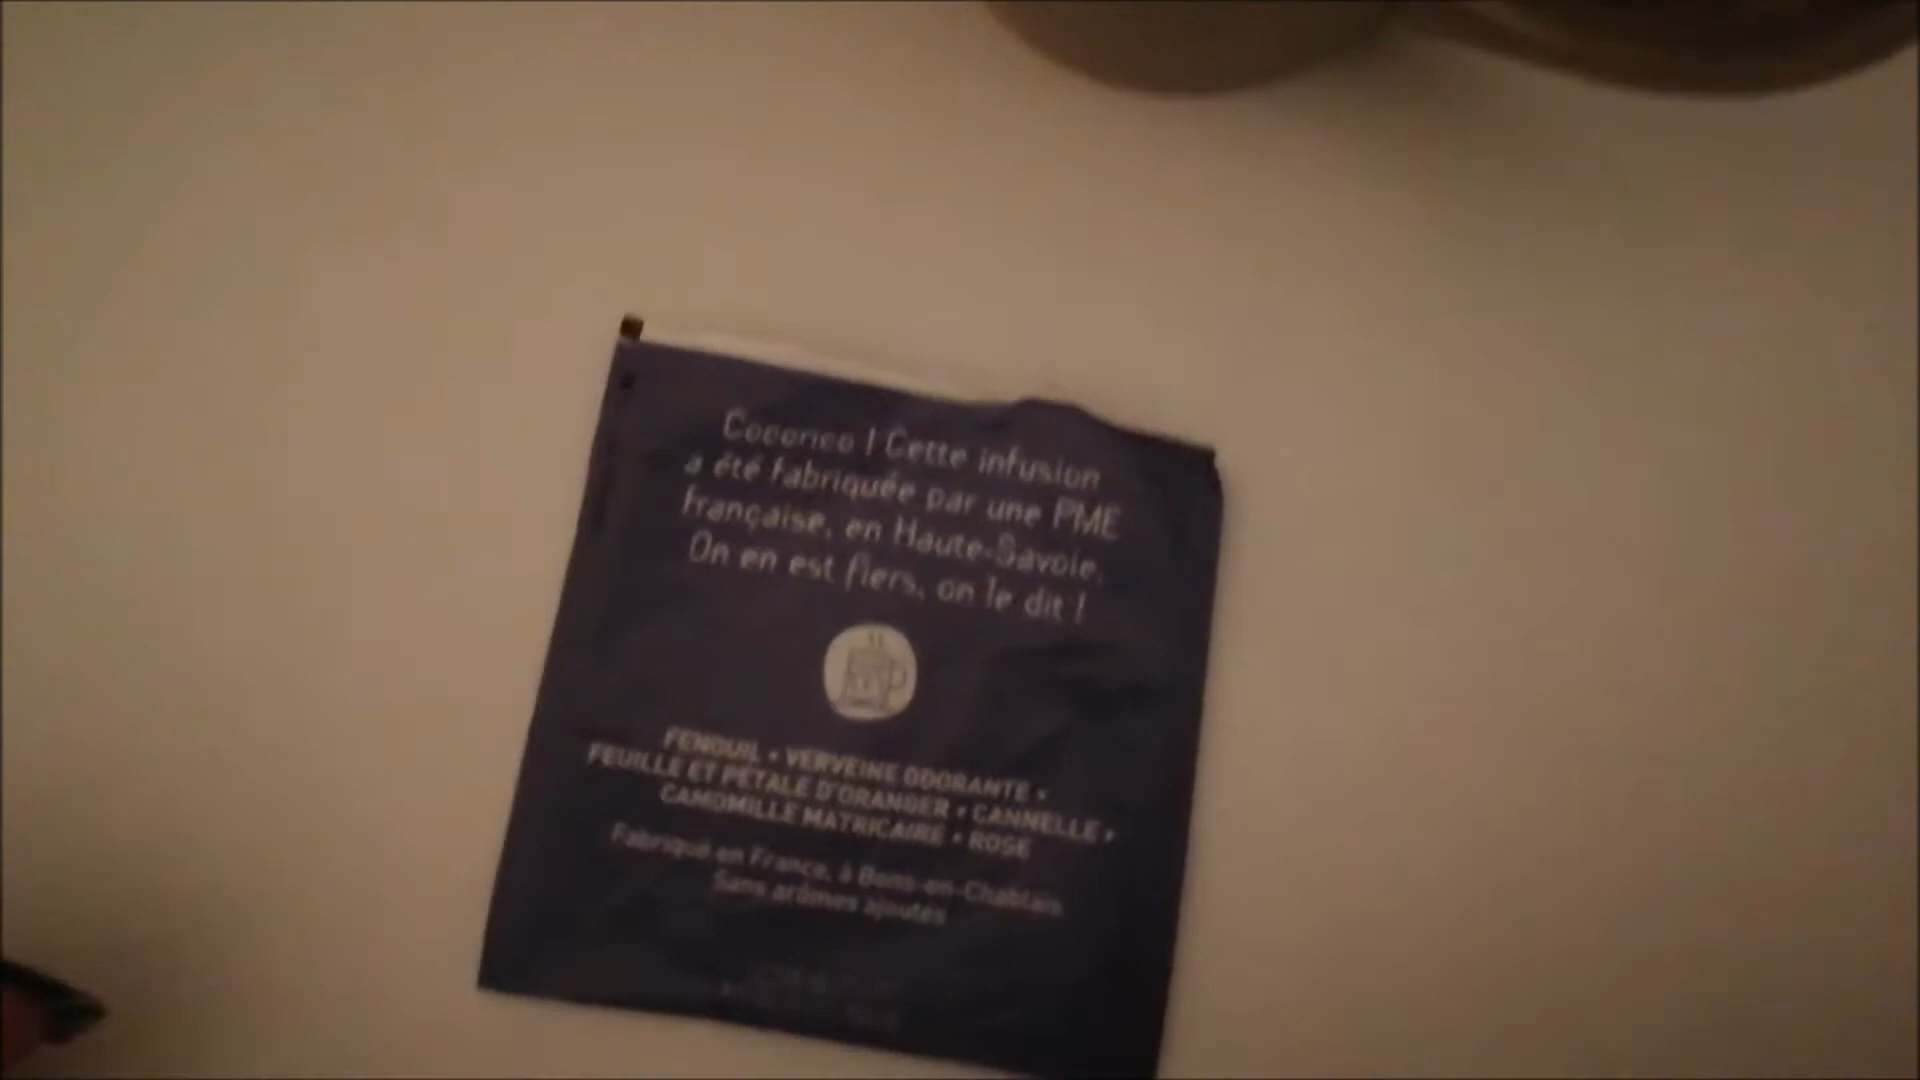 Cocorico ! Cette infusion
a été fabriquée par une PME
française, en Haute-Savoie.
On en est fiers, on le dit !
FENOUIL • VERVEINE ODORANTE •
FEUILLE ET PÉTALE D'ORANGER • CANNELLE •
CAMOMILLE MATRICAIRE • ROSE
Fabriqué en France, à Bons-en-Chablais
Sans arômes ajoutés